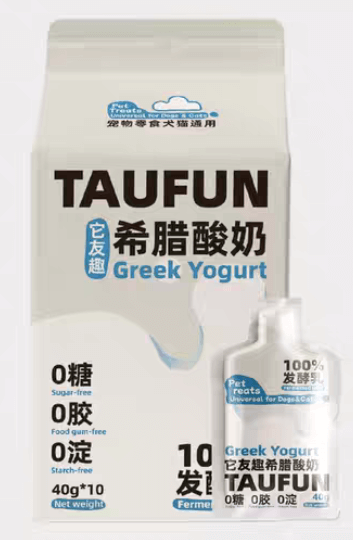 Pet
Treats
Universal for Dogs & Cats
宠物零食犬猫通用
TAUFUN
它友趣
希腊酸奶
Greek Yogurt
0糖
Sugar-free
0胶
Food gum-free
0淀
Starch-free
40g*10
Net weight
10
发酵
Fermen
100%
发酵乳
Pet
Treats
Universal for Dogs&Cats
Greek Yogurt
它友趣希腊酸奶
TAUFUN
0糖 0胶 0淀
40g